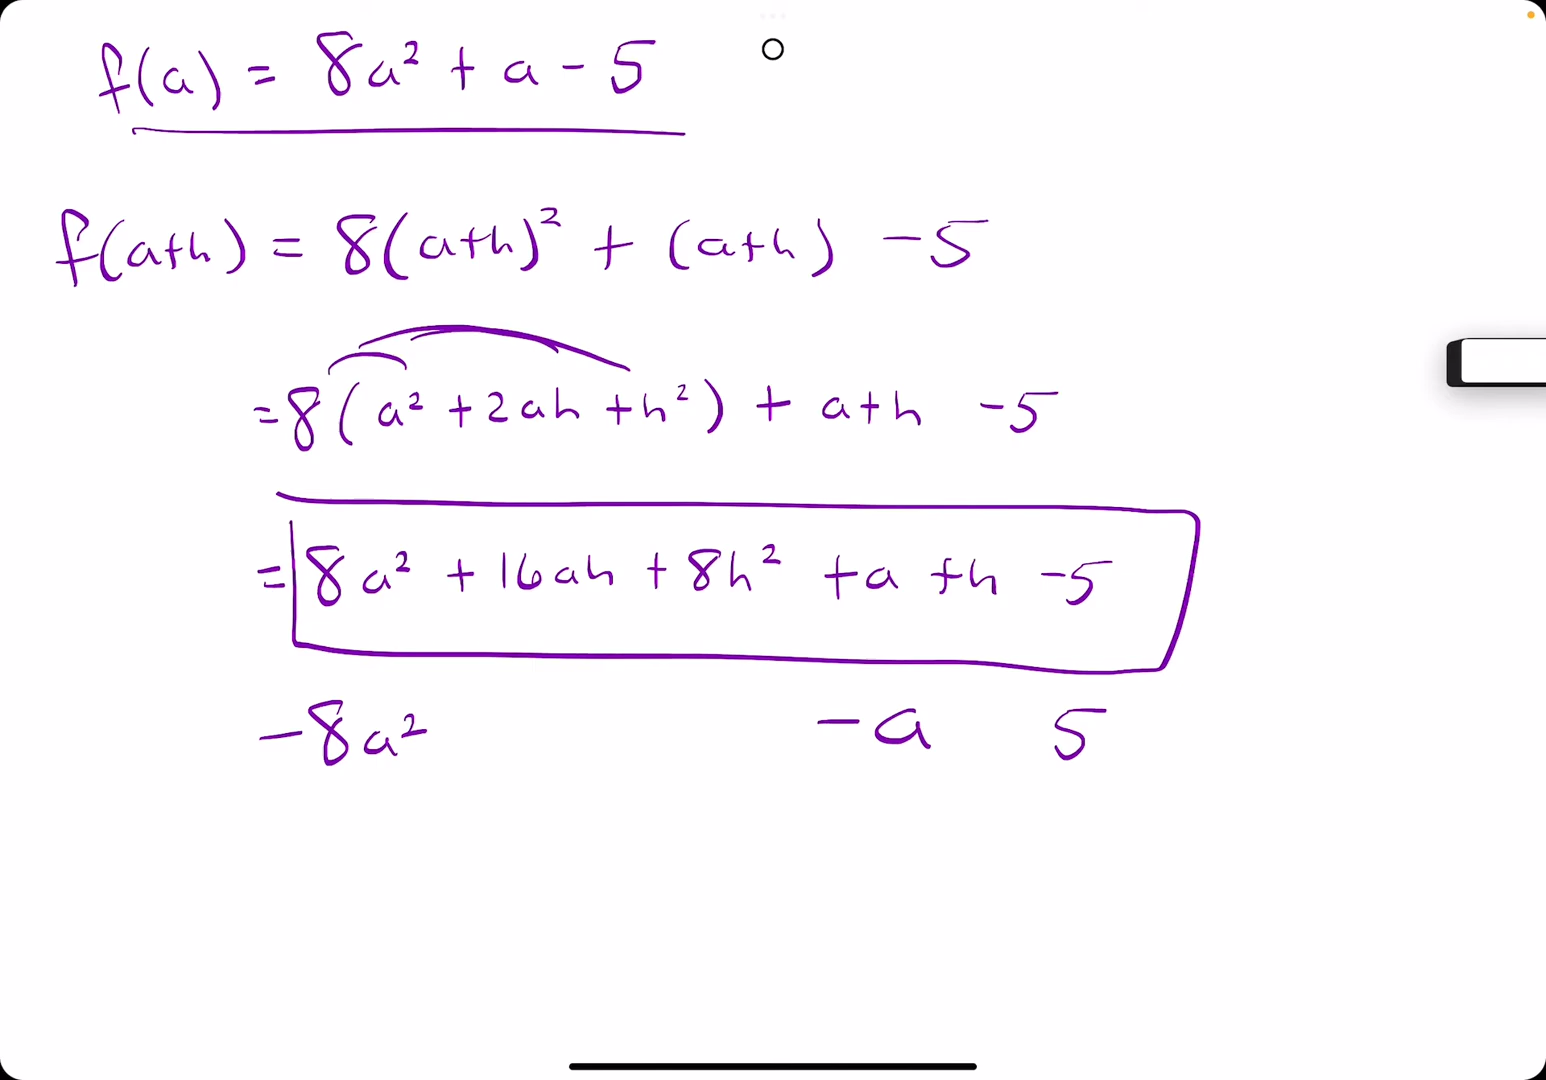 f(a) = 8a² + a - 5
f(a+h) = 8(a+h)² + (a+h) - 5
= 8(a² + 2ah + h²) + a+h - 5
= 8a² + 16ah + 8h² + a + h - 5
- 8a² - a 5